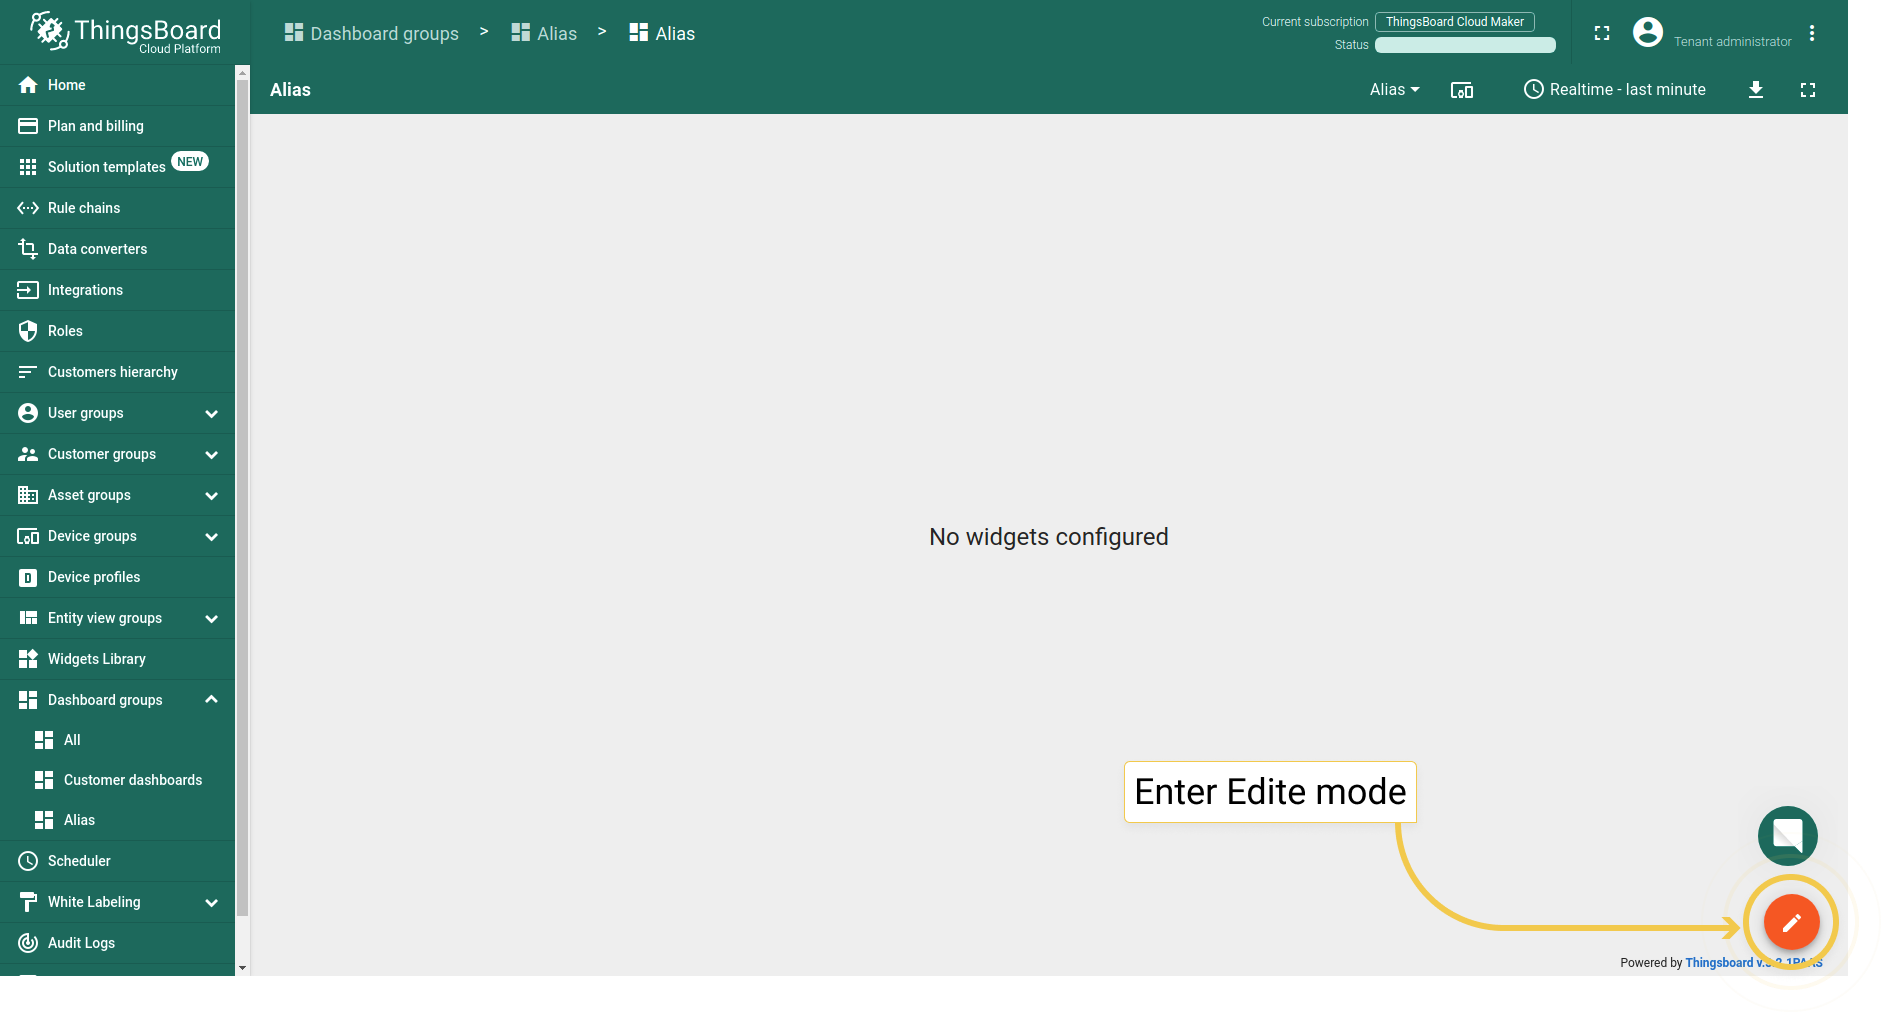 ThingsBoard
Cloud Platform
Dashboard groups > Alias > Alias
Current subscription ThingsBoard Cloud Maker
Status
Tenant administrator
Alias
Alias
Realtime - last minute
Home
Plan and billing
Solution templates NEW
Rule chains
Data converters
Integrations
Roles
Customers hierarchy
User groups
Customer groups
Asset groups
Device groups
Device profiles
Entity view groups
Widgets Library
Dashboard groups
All
Customer dashboards
Alias
Scheduler
White Labeling
Audit Logs
No widgets configured
Enter Edite mode
Powered by Thingsboard